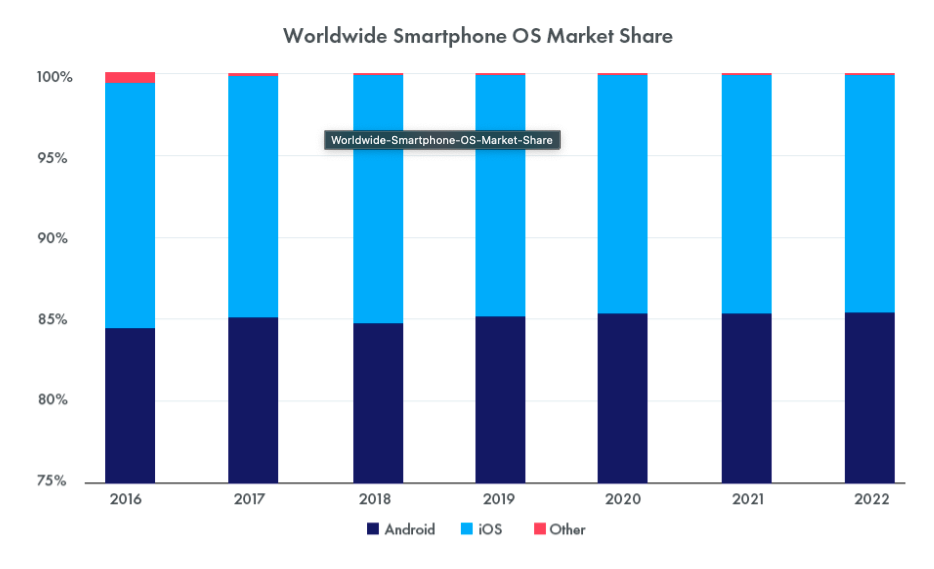 Worldwide Smartphone OS Market Share
100%
Worldwide-Smartphone-OS-Market-Share
95%
90%
85%
80%
75%
2016 2017 2018 2019 2020 2021 2022
Android iOS Other